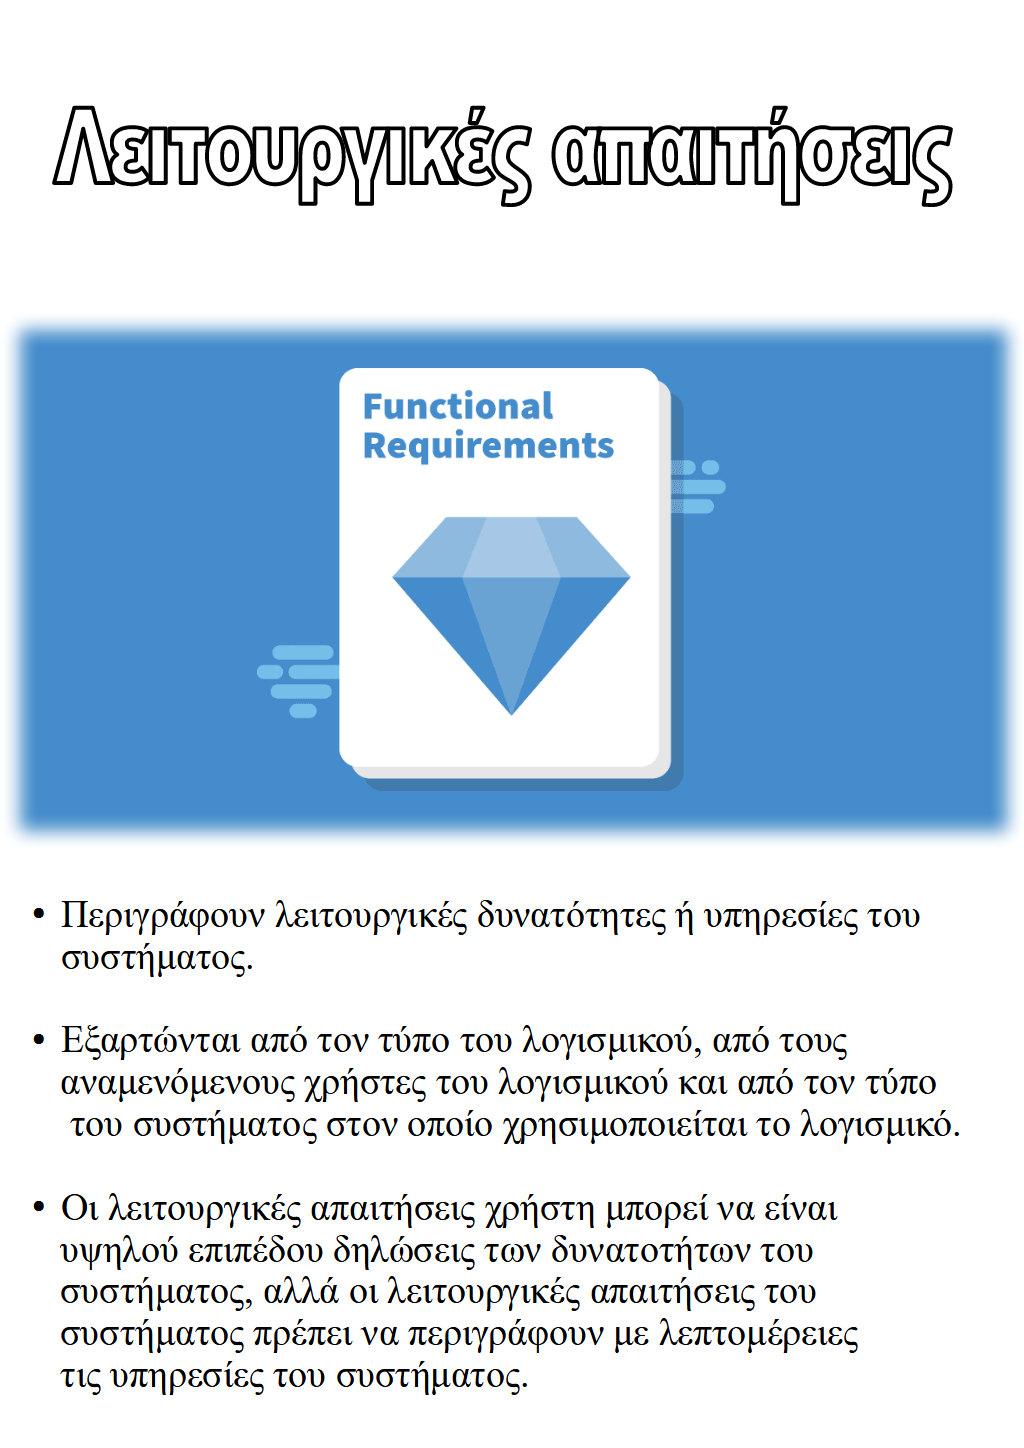 Λειτουργικές απαιτήσεις
Functional
Requirements
• Περιγράφουν λειτουργικές δυνατότητες ή υπηρεσίες του
συστήματος.
• Εξαρτώνται από τον τύπο του λογισμικού, από τους
αναμενόμενους χρήστες του λογισμικού και από τον τύπο
του συστήματος στον οποίο χρησιμοποιείται το λογισμικό.
• Οι λειτουργικές απαιτήσεις χρήστη μπορεί να είναι
υψηλού επιπέδου δηλώσεις των δυνατοτήτων του
συστήματος, αλλά οι λειτουργικές απαιτήσεις του
συστήματος πρέπει να περιγράφουν με λεπτομέρειες
τις υπηρεσίες του συστήματος.